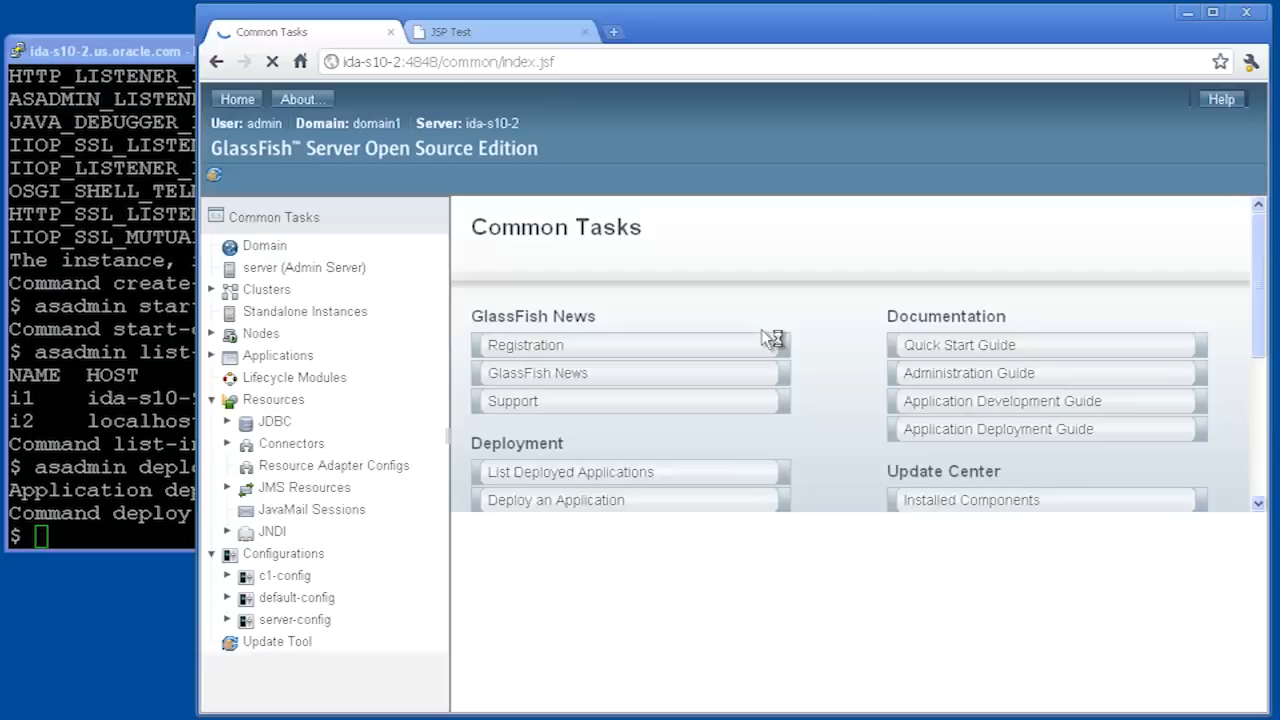 Common Tasks
JSP Test
ida-s10-2.us.oracle.com -
ida-s10-2:4848/common/index.jsf
HTTP_LISTENER_
ASADMIN_LISTEN
JAVA_DEBUGGER_
IIOP_SSL_LISTE
IIOP_LISTENER_
OSGI_SHELL_TEL
HTTP_SSL_LISTE
IIOP_SSL_MUTUA
The instance,
Command create-
$ asadmin star
Command start-
$ asadmin list-
NAME HOST
i1 ida-s10-
i2 localhos
Command list-i
$ asadmin depl
Application de
Command deploy
$
Home About... Help
User: admin Domain: domain1 Server: ida-s10-2
GlassFish™ Server Open Source Edition
Common Tasks
Domain
server (Admin Server)
Clusters
Standalone Instances
Nodes
Applications
Lifecycle Modules
Resources
JDBC
Connectors
Resource Adapter Configs
JMS Resources
JavaMail Sessions
JNDI
Configurations
c1-config
default-config
server-config
Update Tool
Common Tasks
GlassFish News
Registration
GlassFish News
Support
Deployment
List Deployed Applications
Deploy an Application
Documentation
Quick Start Guide
Administration Guide
Application Development Guide
Application Deployment Guide
Update Center
Installed Components